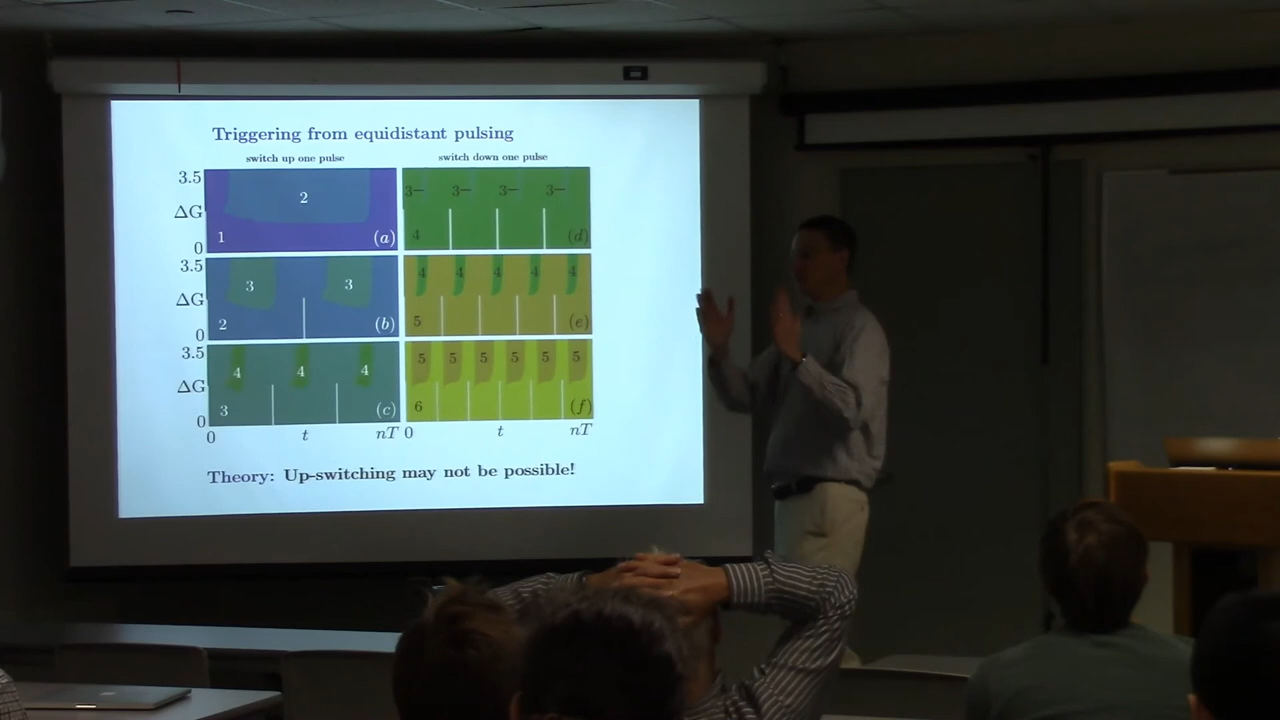 Triggering from equidistant pulsing
switch up one pulse
switch down one pulse
3.5
ΔG
0
2
1
(a)
3− 3− 3− 3−
4
(d)
3.5
ΔG
0
3 3
2
(b)
4 4 4 4 4
5
(e)
3.5
ΔG
0
4 4 4
3
(c)
5 5 5 5 5 5
6
(f)
0 t nT
0 t nT
Theory: Up-switching may not be possible!